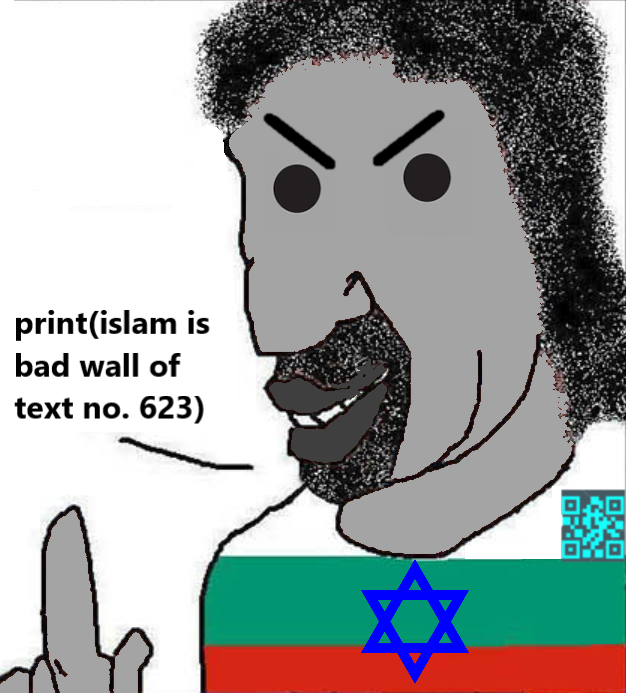 print(islam is
bad wall of
text no. 623)